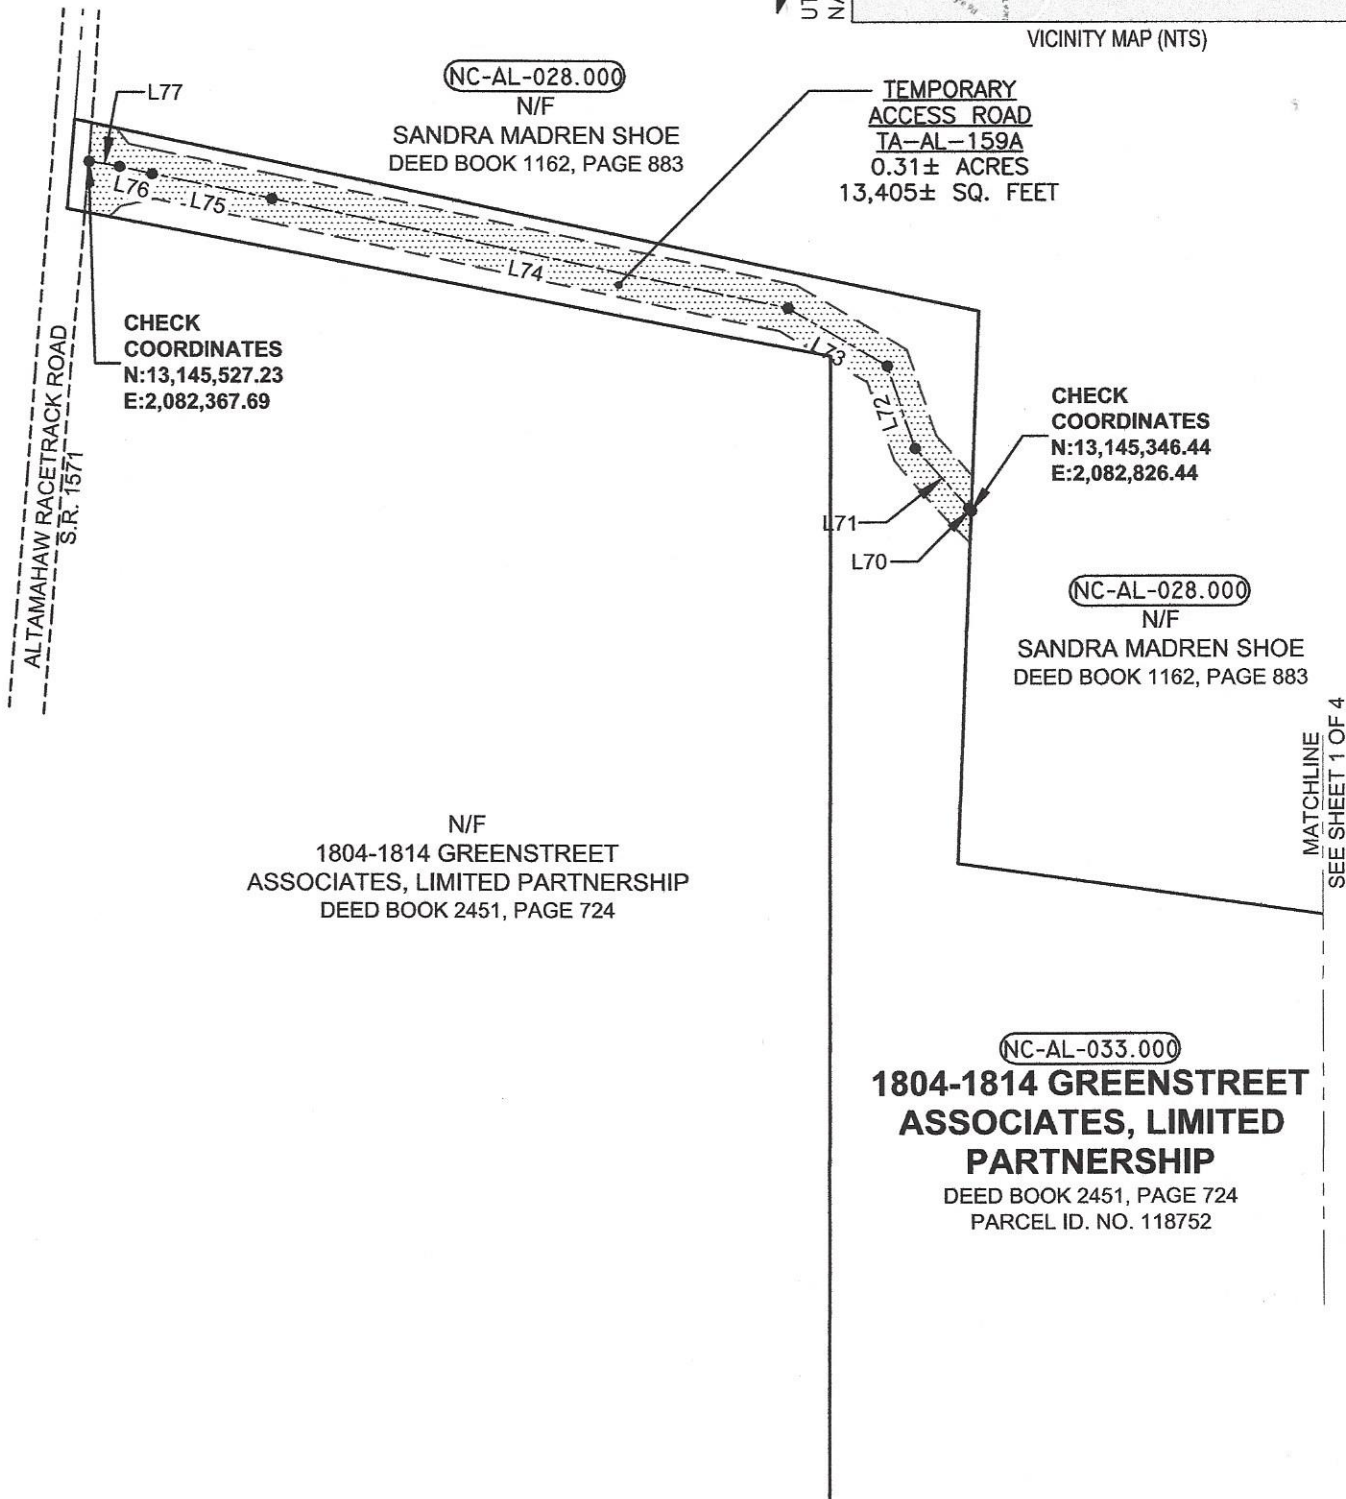 VICINITY MAP (NTS)
NC-AL-028.000
N/F
SANDRA MADREN SHOE
DEED BOOK 1162, PAGE 883
TEMPORARY
ACCESS ROAD
TA-AL-159A
0.31± ACRES
13,405± SQ. FEET
L77
L76
L75
L74
L73
L72
L71
L70
CHECK
COORDINATES
N:13,145,527.23
E:2,082,367.69
CHECK
COORDINATES
N:13,145,346.44
E:2,082,826.44
ALTAMAHAW RACETRACK ROAD
S.R. 1571
NC-AL-028.000
N/F
SANDRA MADREN SHOE
DEED BOOK 1162, PAGE 883
MATCHLINE
SEE SHEET 1 OF 4
N/F
1804-1814 GREENSTREET
ASSOCIATES, LIMITED PARTNERSHIP
DEED BOOK 2451, PAGE 724
NC-AL-033.000
1804-1814 GREENSTREET
ASSOCIATES, LIMITED
PARTNERSHIP
DEED BOOK 2451, PAGE 724
PARCEL ID. NO. 118752